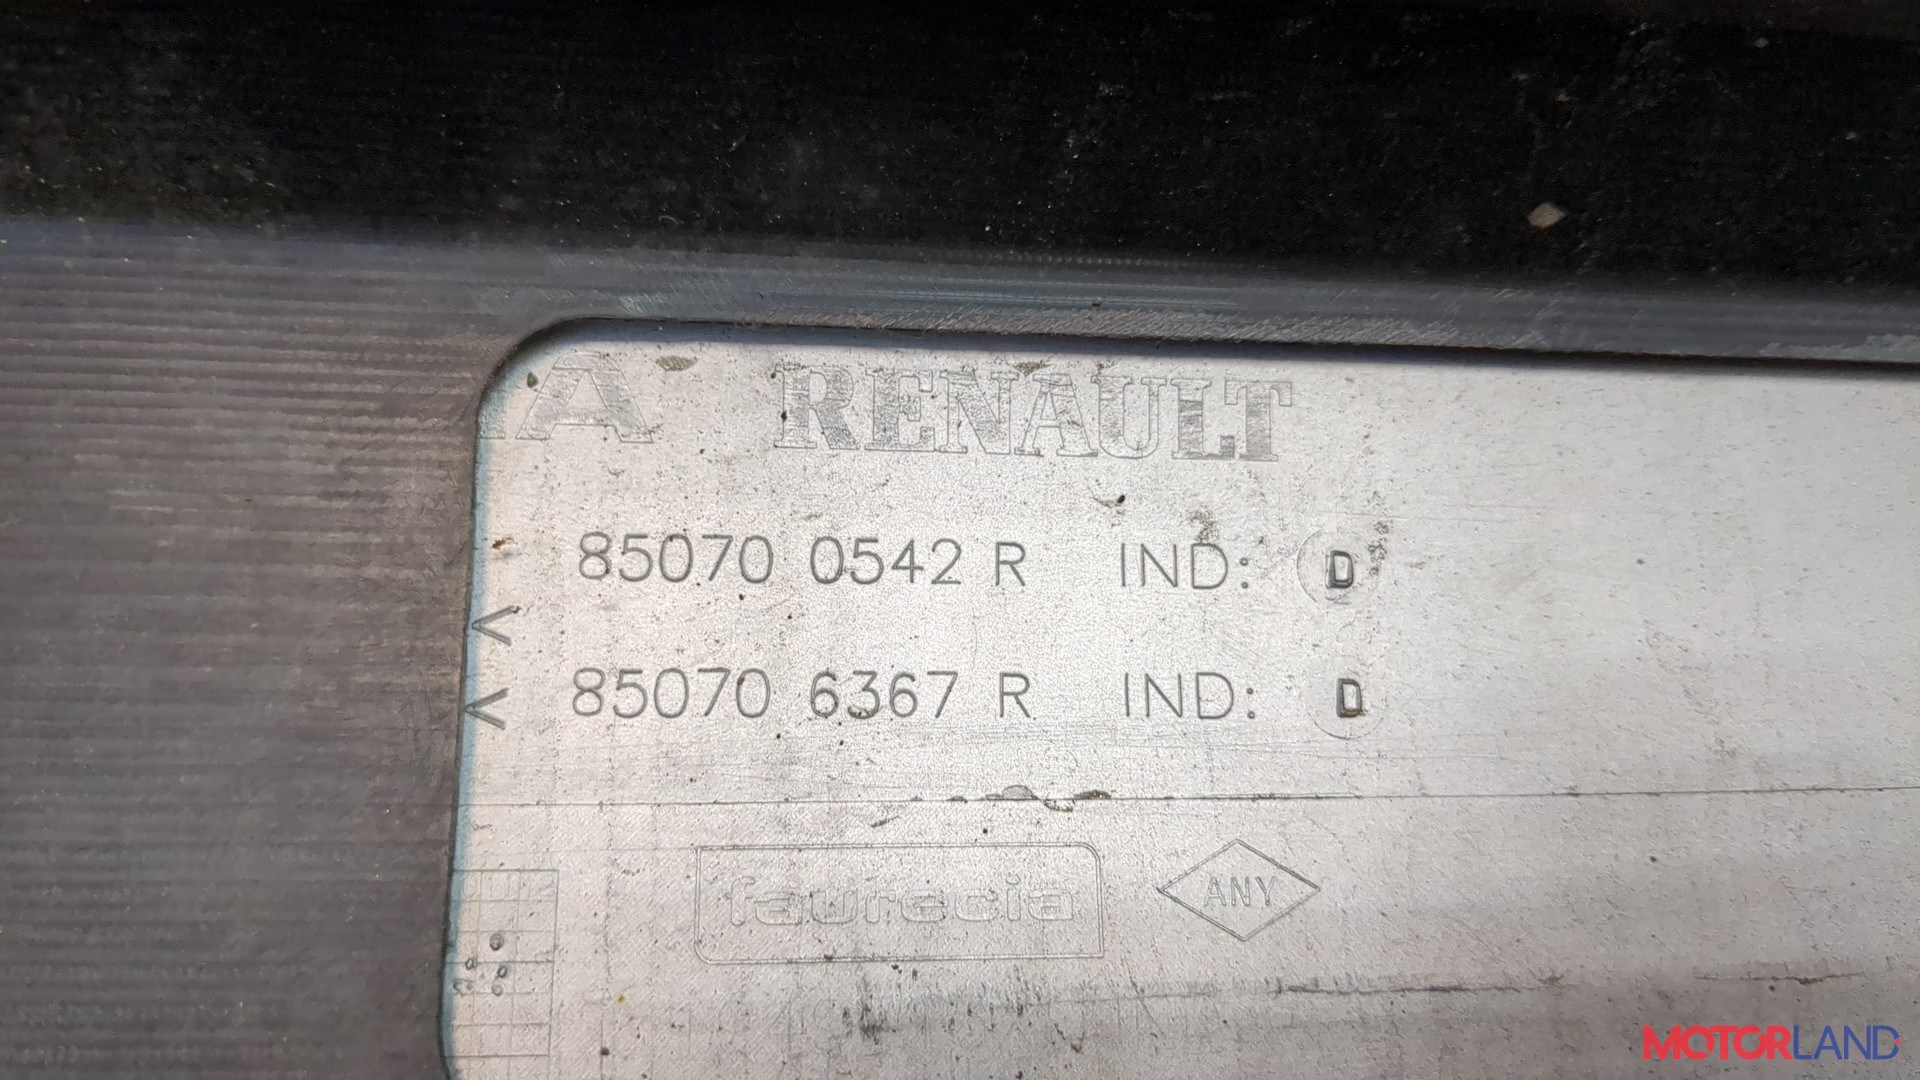 A RENAULT
85070 0542 R IND: D
<
85070 6367 R IND: D
<
faurecia ANY
MOTORLAND